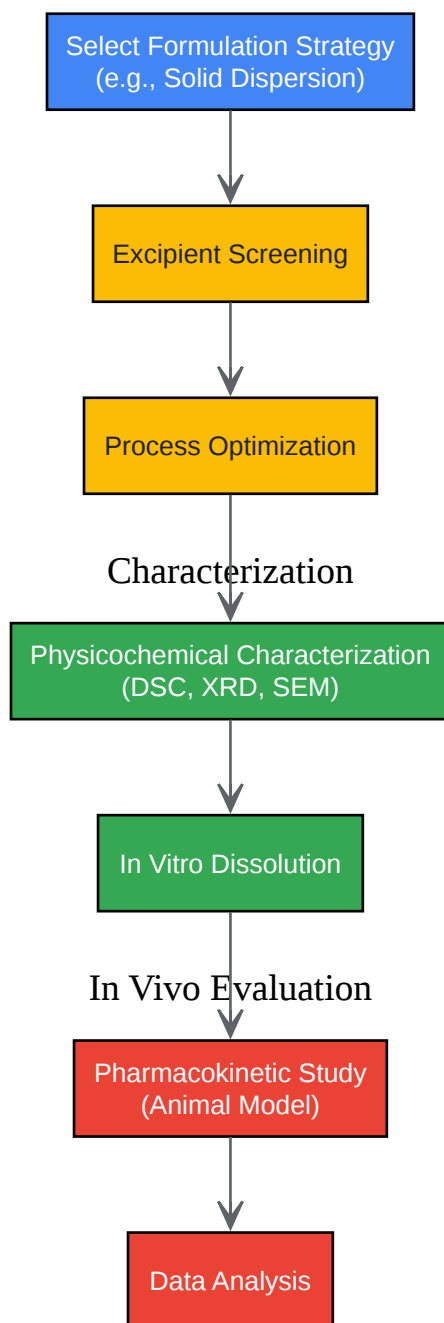 Select Formulation Strategy
(e.g., Solid Dispersion)
Excipient Screening
Process Optimization
Characterization
Physicochemical Characterization
(DSC, XRD, SEM)
In Vitro Dissolution
In Vivo Evaluation
Pharmacokinetic Study
(Animal Model)
Data Analysis